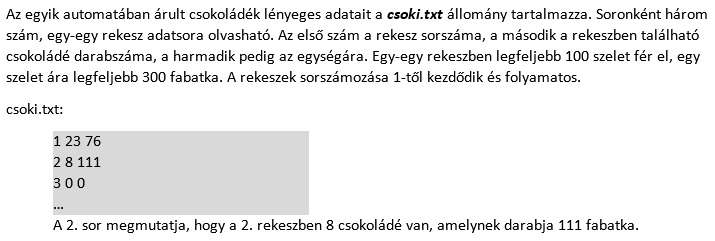 Az egyik automatában árult csokoládék lényeges adatait a csoki.txt állomány tartalmazza. Soronként három
szám, egy-egy rekesz adatsora olvasható. Az első szám a rekesz sorszáma, a második a rekeszben található
csokoládé darabszáma, a harmadik pedig az egységára. Egy-egy rekeszben legfeljebb 100 szelet fér el, egy
szelet ára legfeljebb 300 fabatka. A rekeszek sorszámozása 1-től kezdődik és folyamatos.
csoki.txt:
1 23 76
2 8 111
3 0 0
...
A 2. sor megmutatja, hogy a 2. rekeszben 8 csokoládé van, amelynek darabja 111 fabatka.